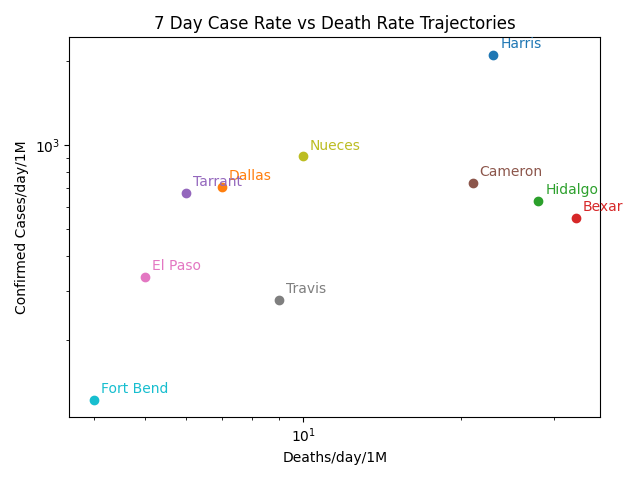 7 Day Case Rate vs Death Rate Trajectories
Harris
Nueces
Cameron
Dallas
Tarrant
Hidalgo
Bexar
El Paso
Travis
Fort Bend
10³
10¹
Confirmed Cases/day/1M
Deaths/day/1M